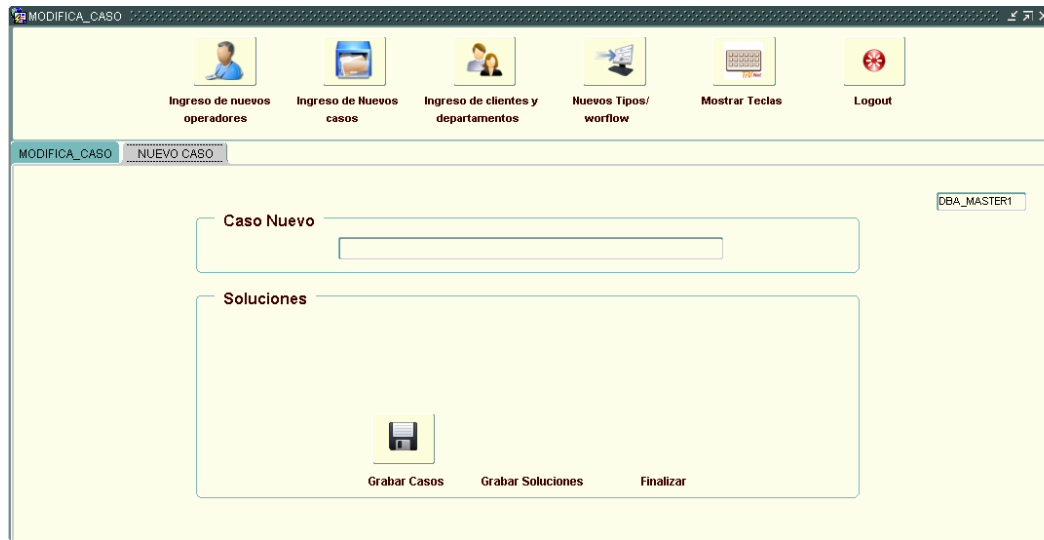 MODIFICA_CASO
Ingreso de nuevos operadores
Ingreso de Nuevos casos
Ingreso de clientes y departamentos
Nuevos Tipos/ worflow
Mostrar Teclas
Logout
MODIFICA_CASO
NUEVO CASO
DBA_MASTER1
Caso Nuevo
Soluciones
Grabar Casos
Grabar Soluciones
Finalizar